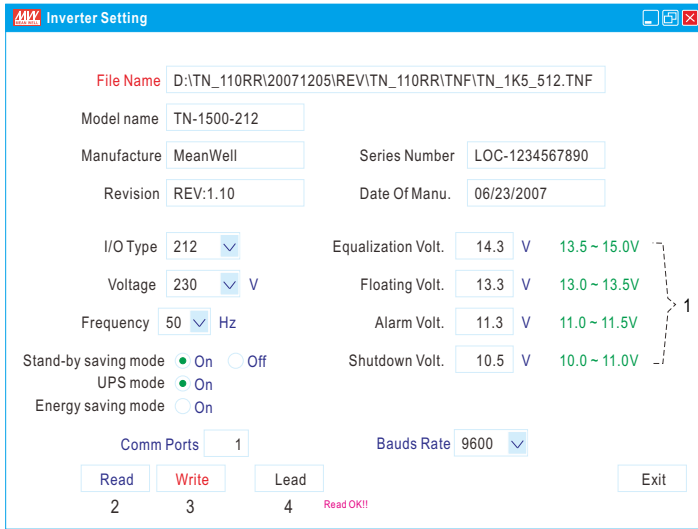 MW MEAN WELL Inverter Setting
File Name D:\TN_110RR\20071205\REV\TN_110RR\TNF\TN_1K5_512.TNF
Model name TN-1500-212
Manufacture MeanWell Series Number LOC-1234567890
Revision REV:1.10 Date Of Manu. 06/23/2007
I/O Type 212 Equalization Volt. 14.3 V 13.5 ~ 15.0V
Voltage 230 V Floating Volt. 13.3 V 13.0 ~ 13.5V
1
Frequency 50 Hz Alarm Volt. 11.3 V 11.0 ~ 11.5V
Stand-by saving mode On Off Shutdown Volt. 10.5 V 10.0 ~ 11.0V
UPS mode On
Energy saving mode On
Comm Ports 1 Bauds Rate 9600
Read Write Lead Exit
2 3 4 Read OK!!